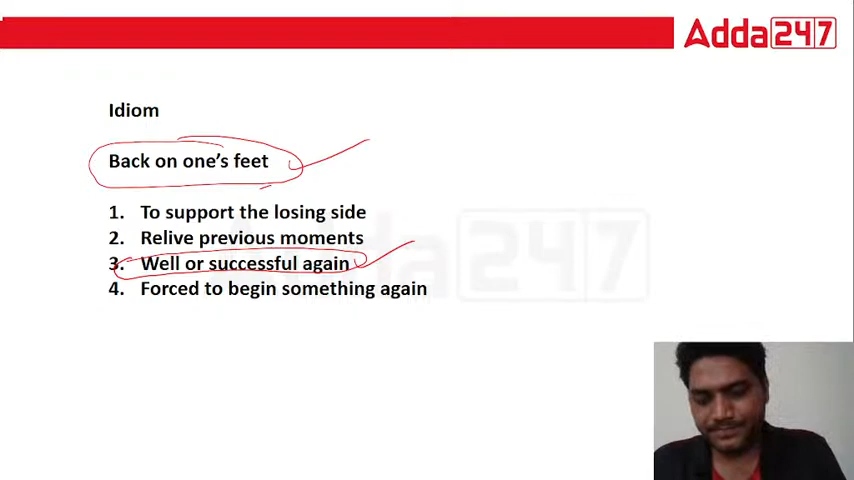 Adda247
Idiom
Back on one's feet
1. To support the losing side
2. Relive previous moments
3. Well or successful again
4. Forced to begin something again
Adda247